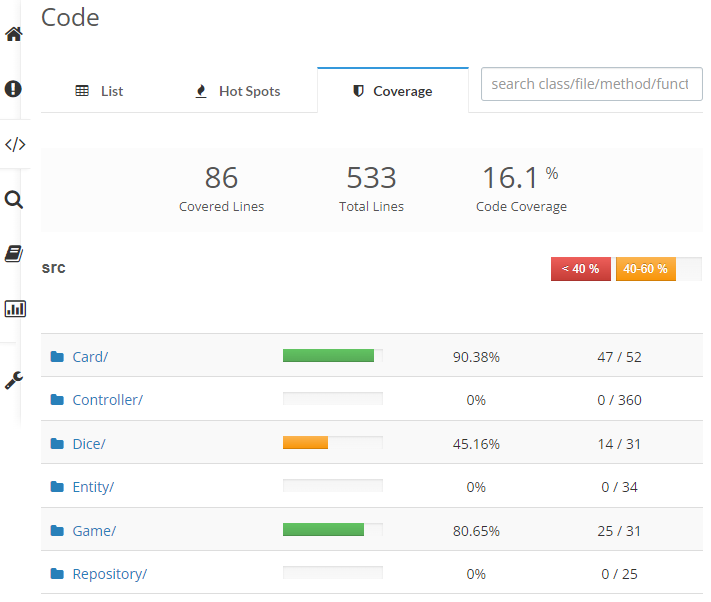 Code
List Hot Spots Coverage search class/file/method/funct
86 533 16.1 %
Covered Lines Total Lines Code Coverage
src < 40 % 40-60 %
Card/ 90.38% 47 / 52
Controller/ 0% 0 / 360
Dice/ 45.16% 14 / 31
Entity/ 0% 0 / 34
Game/ 80.65% 25 / 31
Repository/ 0% 0 / 25